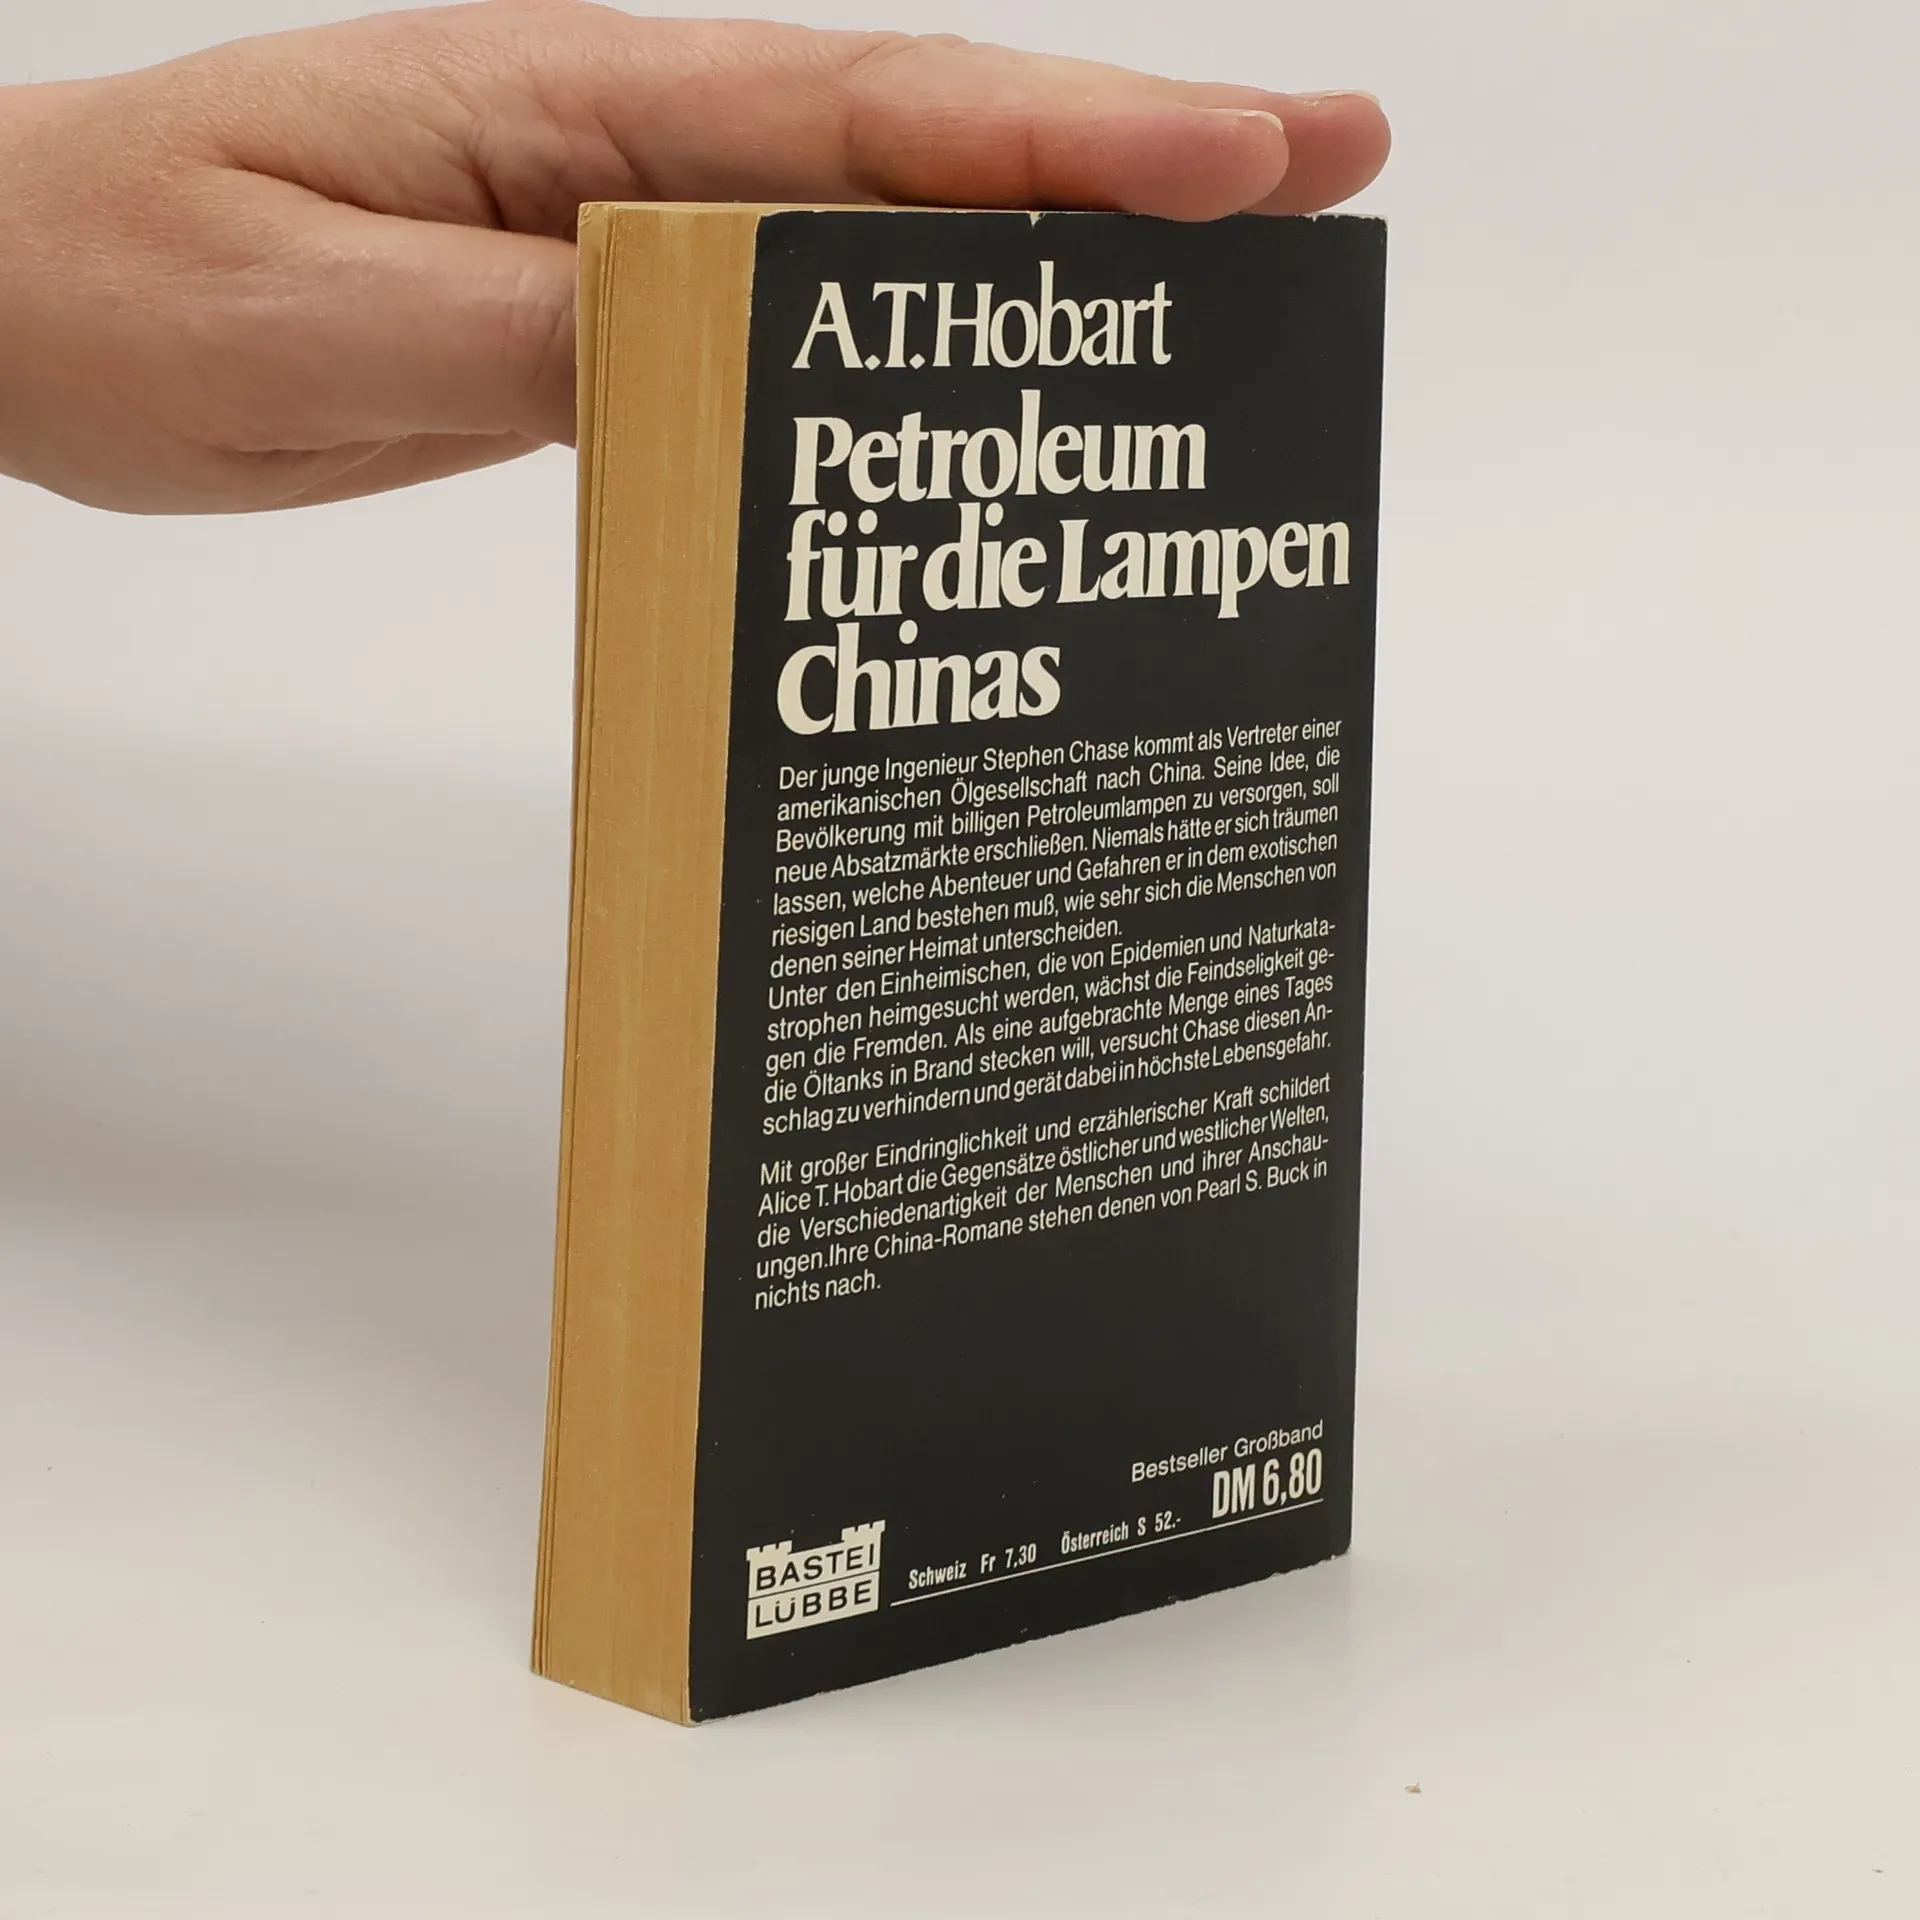 A.T.Hobart
Petroleum
für die Lampen
Chinas
Der junge Ingenieur Stephen Chase kommt als Vertreter einer
amerikanischen Ölgesellschaft nach China. Seine Idee, die
Bevölkerung mit billigen Petroleumlampen zu versorgen, soll
neue Absatzmärkte erschließen. Niemals hätte er sich träumen
lassen, welche Abenteuer und Gefahren er in dem exotischen
riesigen Land bestehen muß, wie sehr sich die Menschen von
denen seiner Heimat unterscheiden.
Unter den Einheimischen, die von Epidemien und Naturkata-
strophen heimgesucht werden, wächst die Feindseligkeit ge-
gen die Fremden. Als eine aufgebrachte Menge eines Tages
die Öltanks in Brand stecken will, versucht Chase diesen An-
schlag zu verhindern und gerät dabei in höchste Lebensgefahr.
Mit großer Eindringlichkeit und erzählerischer Kraft schildert
Alice T. Hobart die Gegensätze östlicher und westlicher Welten,
die Verschiedenartigkeit der Menschen und ihrer Anschau-
ungen.Ihre China-Romane stehen denen von Pearl S. Buck in
nichts nach.
Bestseller Großband
DM 6,80
Schweiz Fr 7,30 Österreich S 52.-
BASTEI
LÜBBE